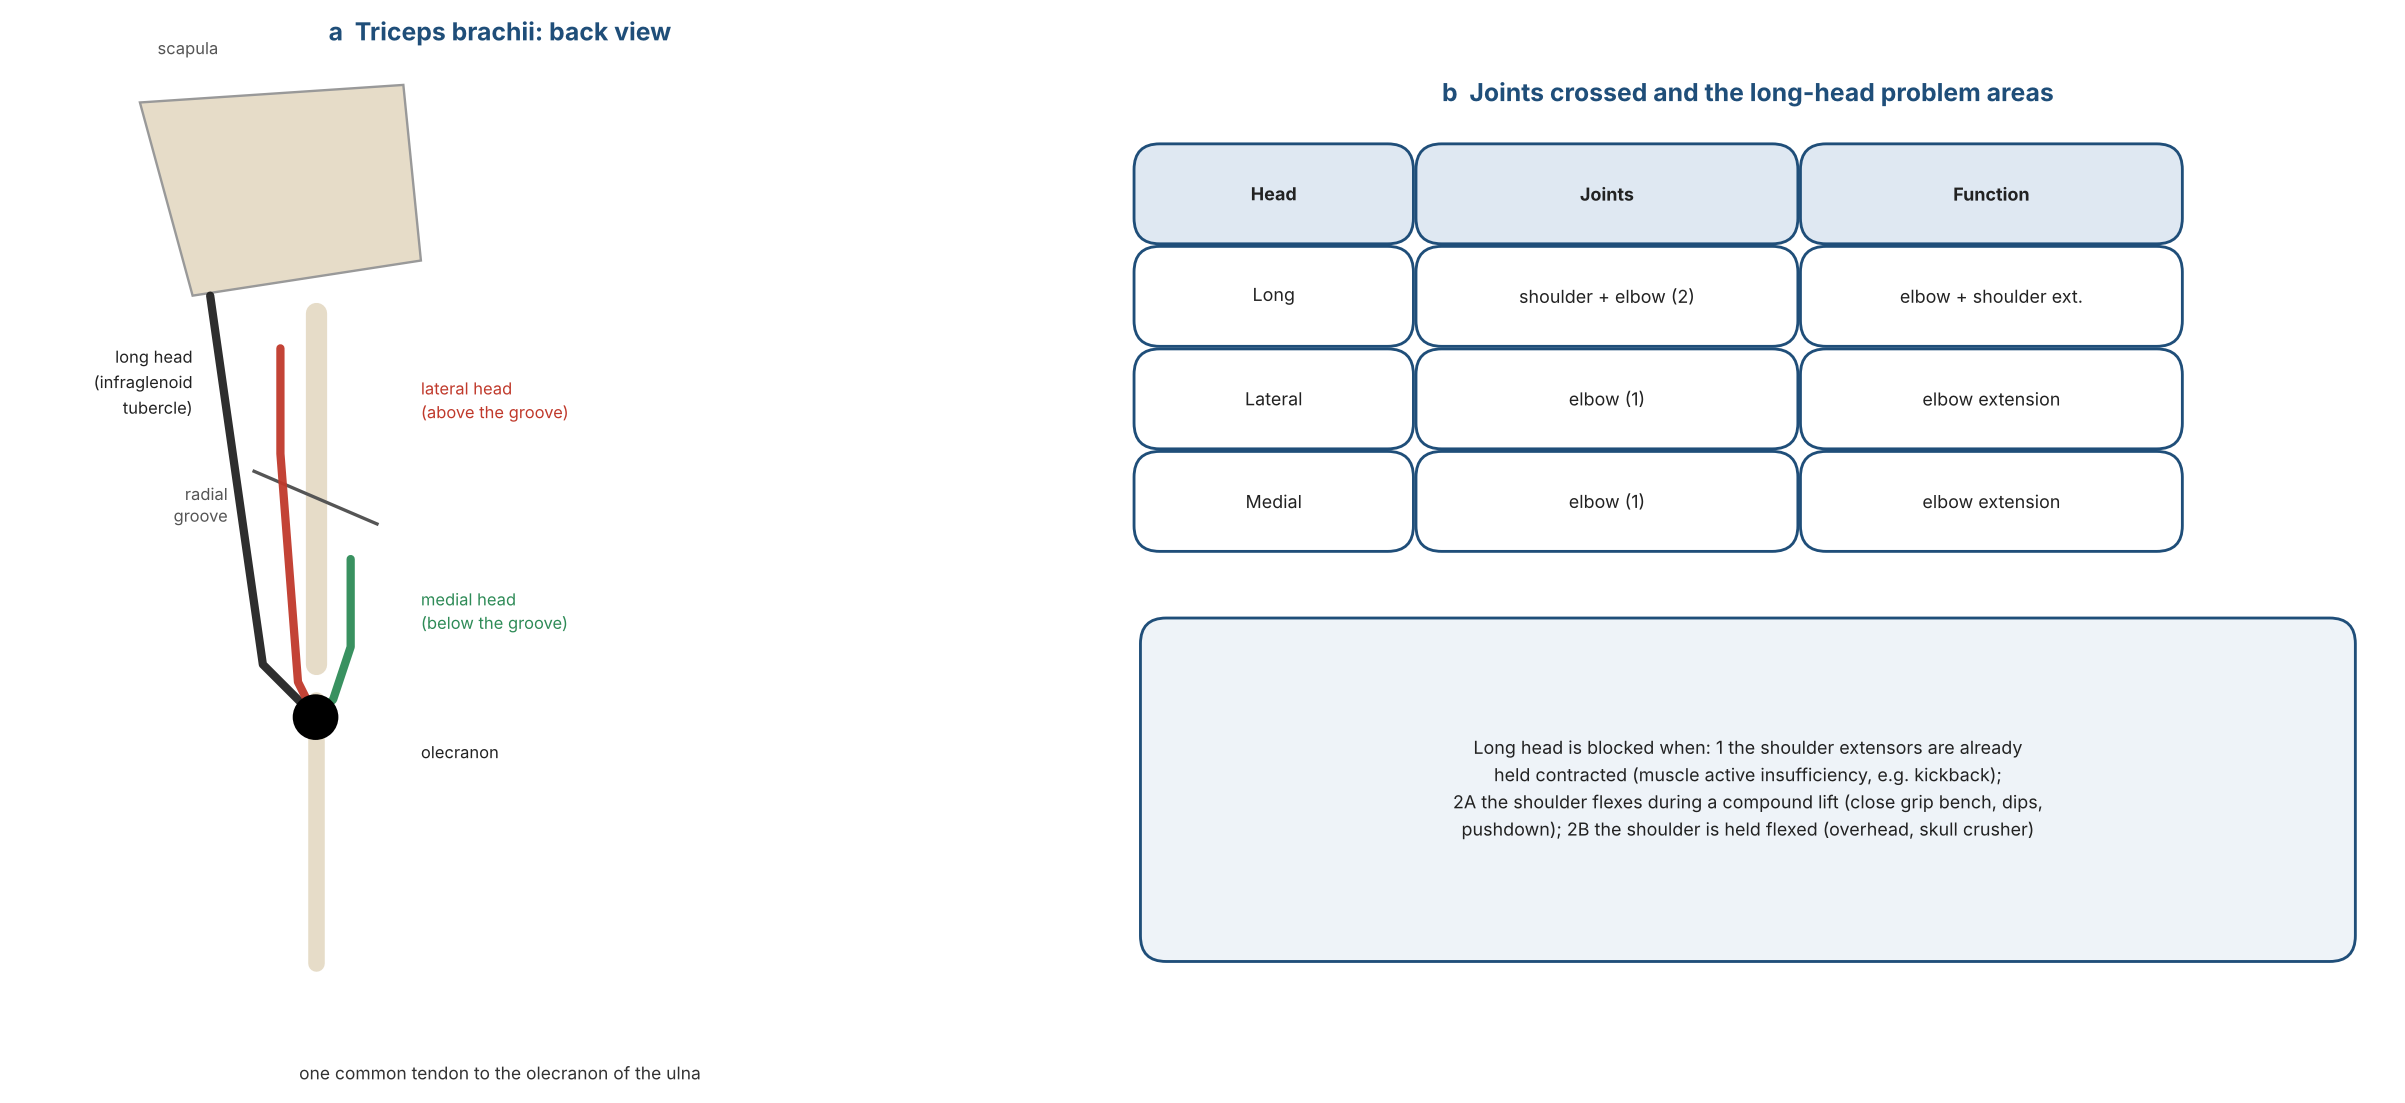 a Triceps brachii: back view
scapula
long head
(infraglenoid
tubercle)
lateral head
(above the groove)
radial
groove
medial head
(below the groove)
olecranon
one common tendon to the olecranon of the ulna
b Joints crossed and the long-head problem areas
Head Joints Function
Long shoulder + elbow (2) elbow + shoulder ext.
Lateral elbow (1) elbow extension
Medial elbow (1) elbow extension
Long head is blocked when: 1 the shoulder extensors are already
held contracted (muscle active insufficiency, e.g. kickback);
2A the shoulder flexes during a compound lift (close grip bench, dips,
pushdown); 2B the shoulder is held flexed (overhead, skull crusher)